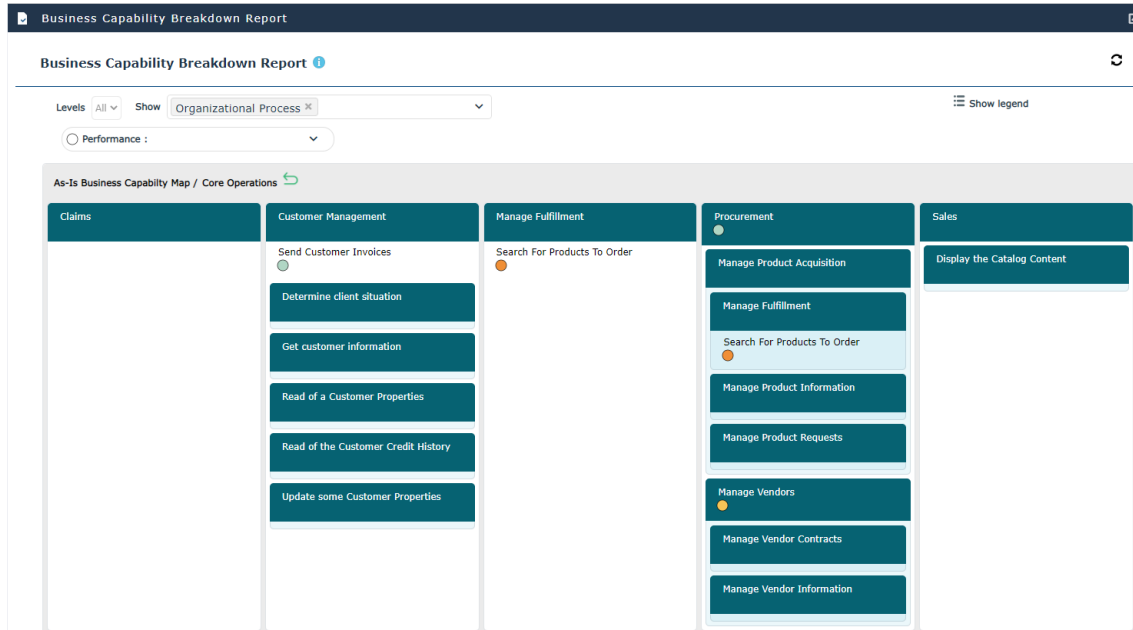 Business Capability Breakdown Report
Business Capability Breakdown Report
Levels All Show Organizational Process × Show legend
Performance :
As-Is Business Capabilty Map / Core Operations
Claims
Customer Management
Send Customer Invoices
Determine client situation
Get customer information
Read of a Customer Properties
Read of the Customer Credit History
Update some Customer Properties
Manage Fulfillment
Search For Products To Order
Procurement
Manage Product Acquisition
Manage Fulfillment
Search For Products To Order
Manage Product Information
Manage Product Requests
Manage Vendors
Manage Vendor Contracts
Manage Vendor Information
Sales
Display the Catalog Content